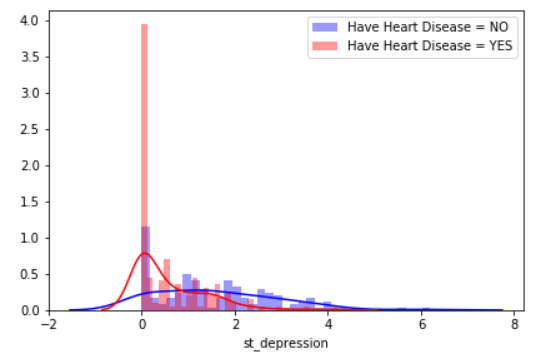 4.0
3.5
3.0
2.5
2.0
1.5
1.0
0.5
0.0
Have Heart Disease = NO
Have Heart Disease = YES
−2 0 2 4 6 8
st_depression